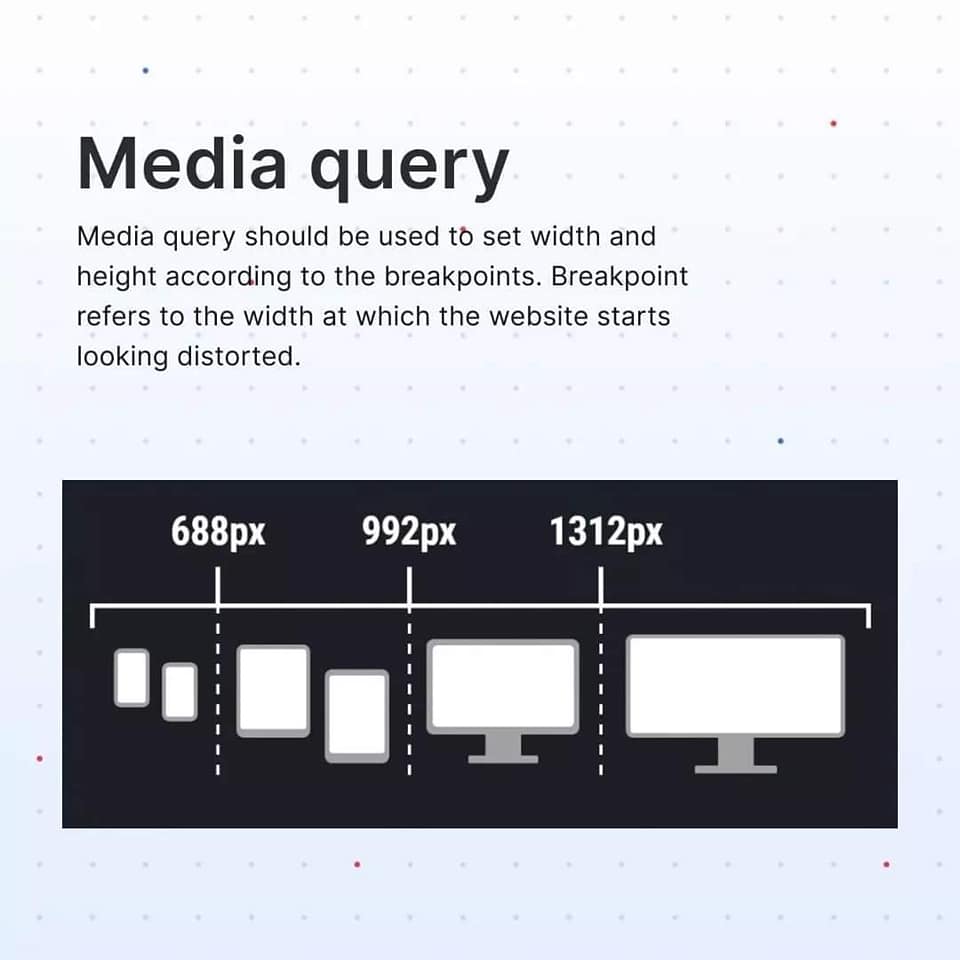 Media query
Media query should be used to set width and
height according to the breakpoints. Breakpoint
refers to the width at which the website starts
looking distorted.
688px 992px 1312px